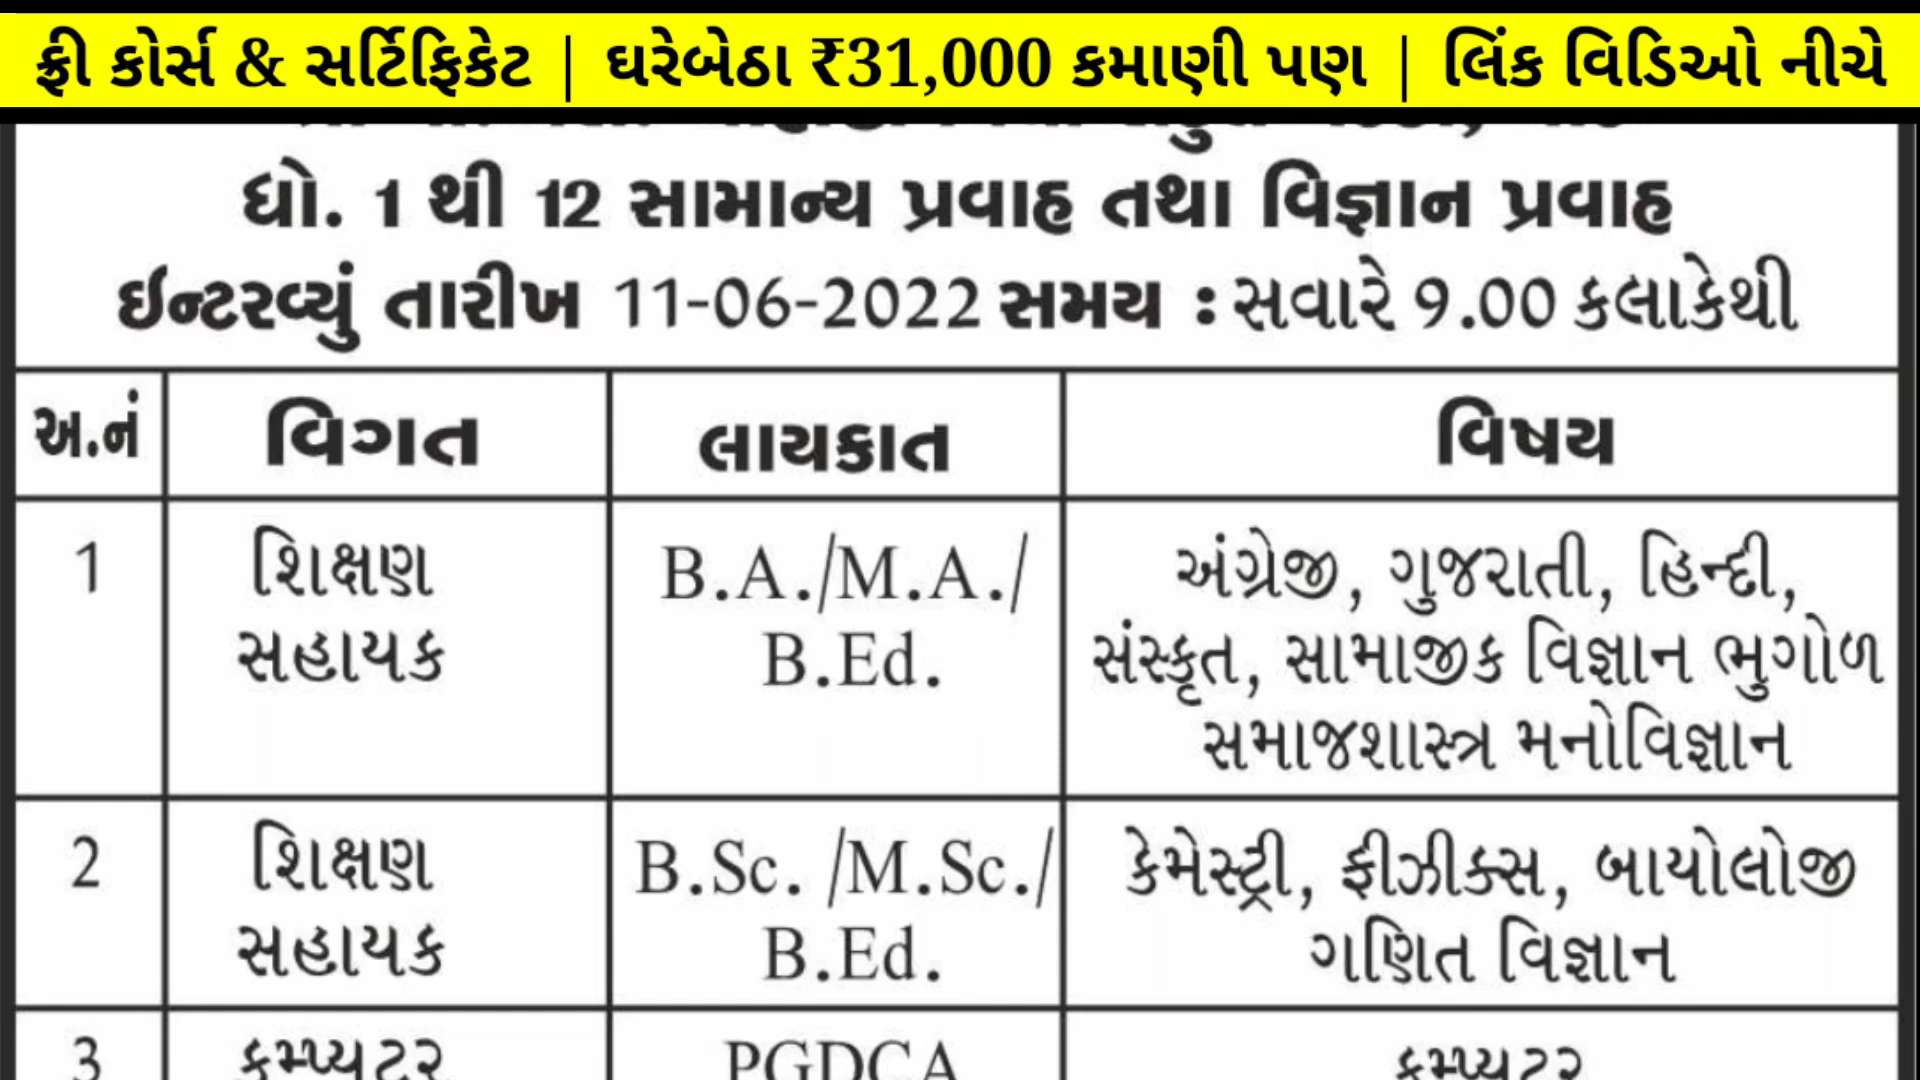 ફ્રી કોર્સ & સર્ટિફિકેટ | ઘરેબેઠા ₹31,000 કમાણી પણ | લિંક વિડિઓ નીચે
ધો. 1 થી 12 સામાન્ય પ્રવાહ તથા વિજ્ઞાન પ્રવાહ
ઇન્ટરવ્યું તારીખ 11-06-2022 સમય : સવારે 9.00 કલાકેથી
અ.નં વિગત લાયકાત વિષય
1 શિક્ષણ B.A./M.A./ અંગ્રેજી, ગુજરાતી, હિન્દી,
સહાયક B.Ed. સંસ્કૃત, સામાજીક વિજ્ઞાન ભુગોળ
સમાજશાસ્ત્ર મનોવિજ્ઞાન
2 શિક્ષણ B.Sc. /M.Sc./ કેમેસ્ટ્રી, ફીઝીક્સ, બાયોલોજી
સહાયક B.Ed. ગણિત વિજ્ઞાન
3 કમ્પ્યુટર PGDCA કમ્પ્યુટર